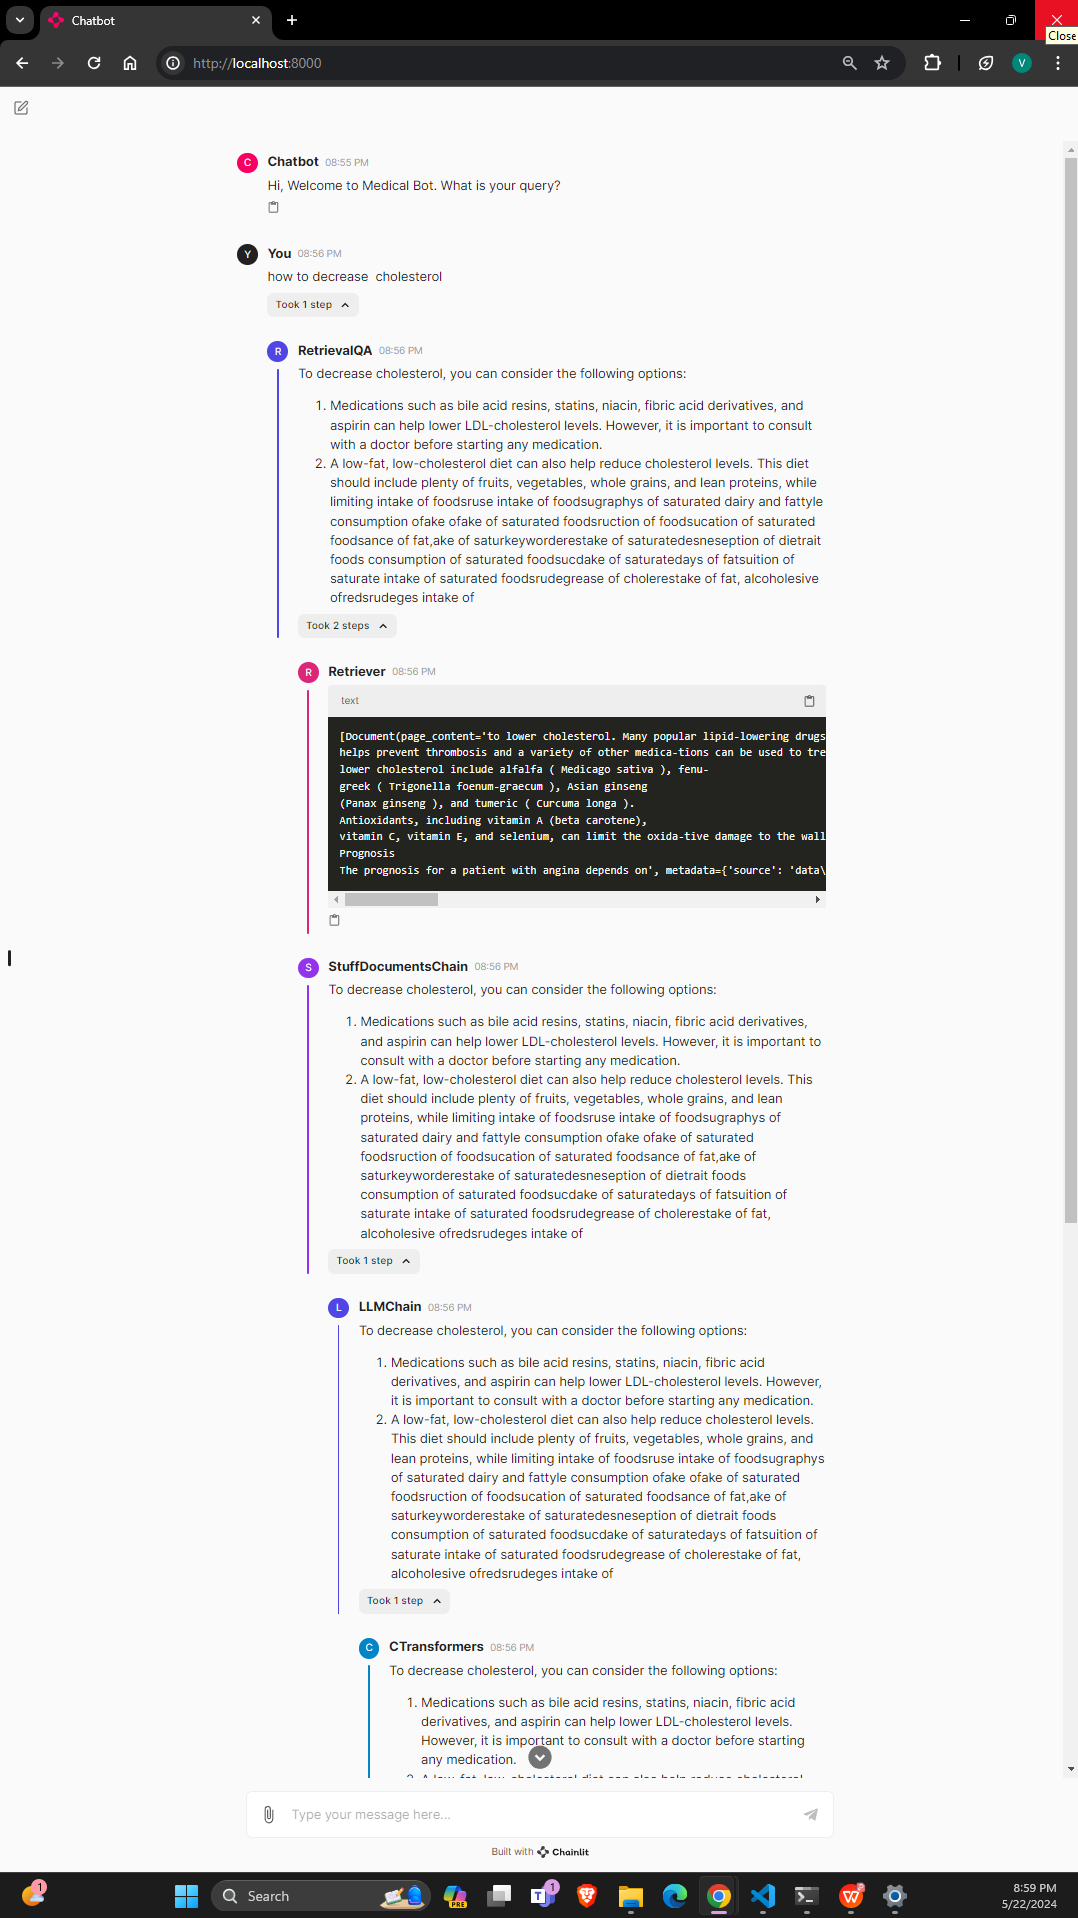 Chatbot
Close
http://localhost:8000
V
C Chatbot 08:55 PM
Hi, Welcome to Medical Bot. What is your query?
Y You 08:56 PM
how to decrease  cholesterol
Took 1 step
R RetrievalQA 08:56 PM
To decrease cholesterol, you can consider the following options:
1. Medications such as bile acid resins, statins, niacin, fibric acid derivatives, and
aspirin can help lower LDL-cholesterol levels. However, it is important to consult
with a doctor before starting any medication.
2. A low-fat, low-cholesterol diet can also help reduce cholesterol levels. This diet
should include plenty of fruits, vegetables, whole grains, and lean proteins, while
limiting intake of foodsruse intake of foodsugraphys of saturated dairy and fattyle
consumption ofake ofake of saturated foodsruction of foodsucation of saturated
foodsance of fat,ake of saturkeyworderestake of saturatedesneseption of dietrait
foods consumption of saturated foodsucdake of saturatedays of fatsuition of
saturate intake of saturated foodsrudegrease of cholerestake of fat, alcoholesive
ofredsrudeges intake of
Took 2 steps
R Retriever 08:56 PM
text
[Document(page_content='to lower cholesterol. Many popular lipid-lowering drugs
helps prevent thrombosis and a variety of other medica-tions can be used to tre
lower cholesterol include alfalfa ( Medicago sativa ), fenu-
greek ( Trigonella foenum-graecum ), Asian ginseng
(Panax ginseng ), and tumeric ( Curcuma longa ).
Antioxidants, including vitamin A (beta carotene),
vitamin C, vitamin E, and selenium, can limit the oxida-tive damage to the wall
Prognosis
The prognosis for a patient with angina depends on', metadata={'source': 'data\
S StuffDocumentsChain 08:56 PM
To decrease cholesterol, you can consider the following options:
1. Medications such as bile acid resins, statins, niacin, fibric acid derivatives,
and aspirin can help lower LDL-cholesterol levels. However, it is important to
consult with a doctor before starting any medication.
2. A low-fat, low-cholesterol diet can also help reduce cholesterol levels. This
diet should include plenty of fruits, vegetables, whole grains, and lean
proteins, while limiting intake of foodsruse intake of foodsugraphys of
saturated dairy and fattyle consumption ofake ofake of saturated
foodsruction of foodsucation of saturated foodsance of fat,ake of
saturkeyworderestake of saturatedesneseption of dietrait foods
consumption of saturated foodsucdake of saturatedays of fatsuition of
saturate intake of saturated foodsrudegrease of cholerestake of fat,
alcoholesive ofredsrudeges intake of
Took 1 step
L LLMChain 08:56 PM
To decrease cholesterol, you can consider the following options:
1. Medications such as bile acid resins, statins, niacin, fibric acid
derivatives, and aspirin can help lower LDL-cholesterol levels. However,
it is important to consult with a doctor before starting any medication.
2. A low-fat, low-cholesterol diet can also help reduce cholesterol levels.
This diet should include plenty of fruits, vegetables, whole grains, and
lean proteins, while limiting intake of foodsruse intake of foodsugraphys
of saturated dairy and fattyle consumption ofake ofake of saturated
foodsruction of foodsucation of saturated foodsance of fat,ake of
saturkeyworderestake of saturatedesneseption of dietrait foods
consumption of saturated foodsucdake of saturatedays of fatsuition of
saturate intake of saturated foodsrudegrease of cholerestake of fat,
alcoholesive ofredsrudeges intake of
Took 1 step
C CTransformers 08:56 PM
To decrease cholesterol, you can consider the following options:
1. Medications such as bile acid resins, statins, niacin, fibric acid
derivatives, and aspirin can help lower LDL-cholesterol levels.
However, it is important to consult with a doctor before starting
any medication.
2. A low-fat, low-cholesterol diet can also help reduce cholesterol
Type your message here...
Built with Chainlit
1
Search
PRE
T 1
W 2
8:59 PM
5/22/2024